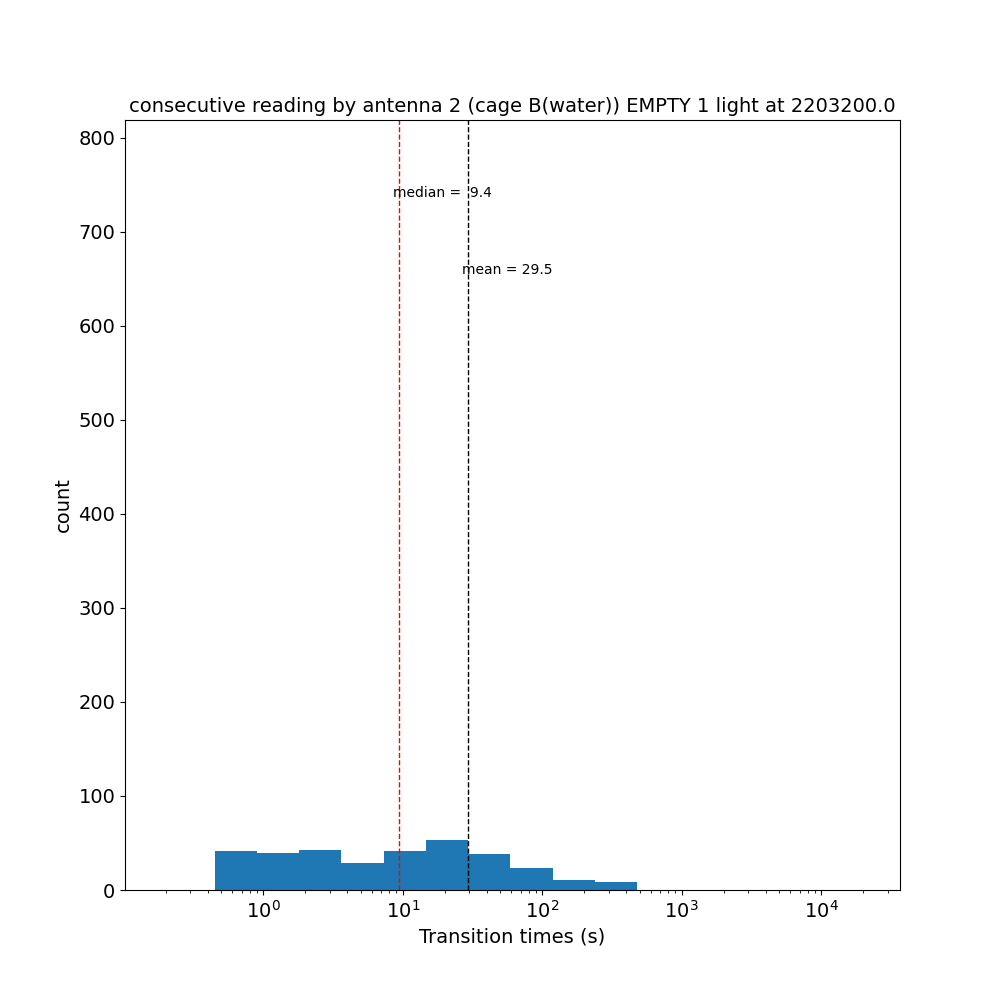 consecutive reading by antenna 2 (cage B(water)) EMPTY 1 light at 2203200.0
800
700
600
500
400
300
200
100
0
count
median =  9.4
mean = 29.5
10^0
10^1
10^2
10^3
10^4
Transition times (s)